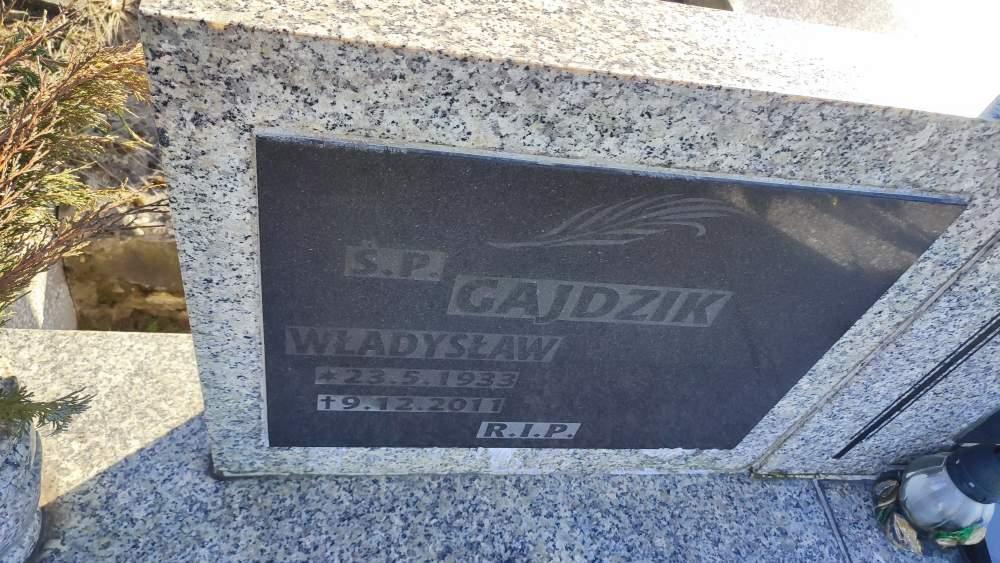 Ś.P.
GAJDZIK
WŁADYSŁAW
★23.5.1933
†9.12.2011
R.I.P.